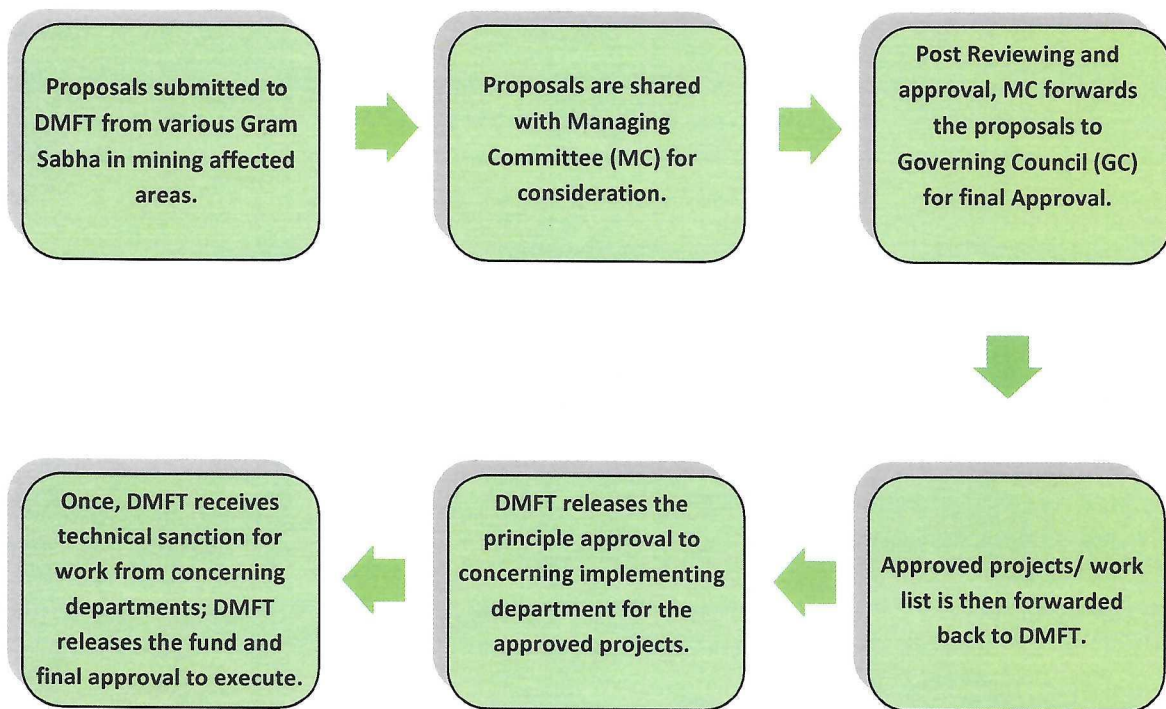 Proposals submitted to
DMFT from various Gram
Sabha in mining affected
areas.
Proposals are shared
with Managing
Committee (MC) for
consideration.
Post Reviewing and
approval, MC forwards
the proposals to
Governing Council (GC)
for final Approval.
Approved projects/ work
list is then forwarded
back to DMFT.
DMFT releases the
principle approval to
concerning implementing
department for the
approved projects.
Once, DMFT receives
technical sanction for
work from concerning
departments; DMFT
releases the fund and
final approval to execute.